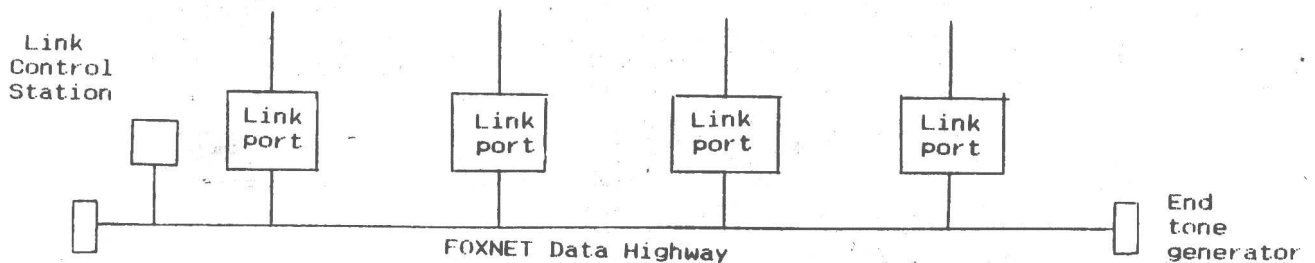 Link
Control
Station
Link
port
Link
port
Link
port
Link
port
FOXNET Data Highway
End
tone
generator